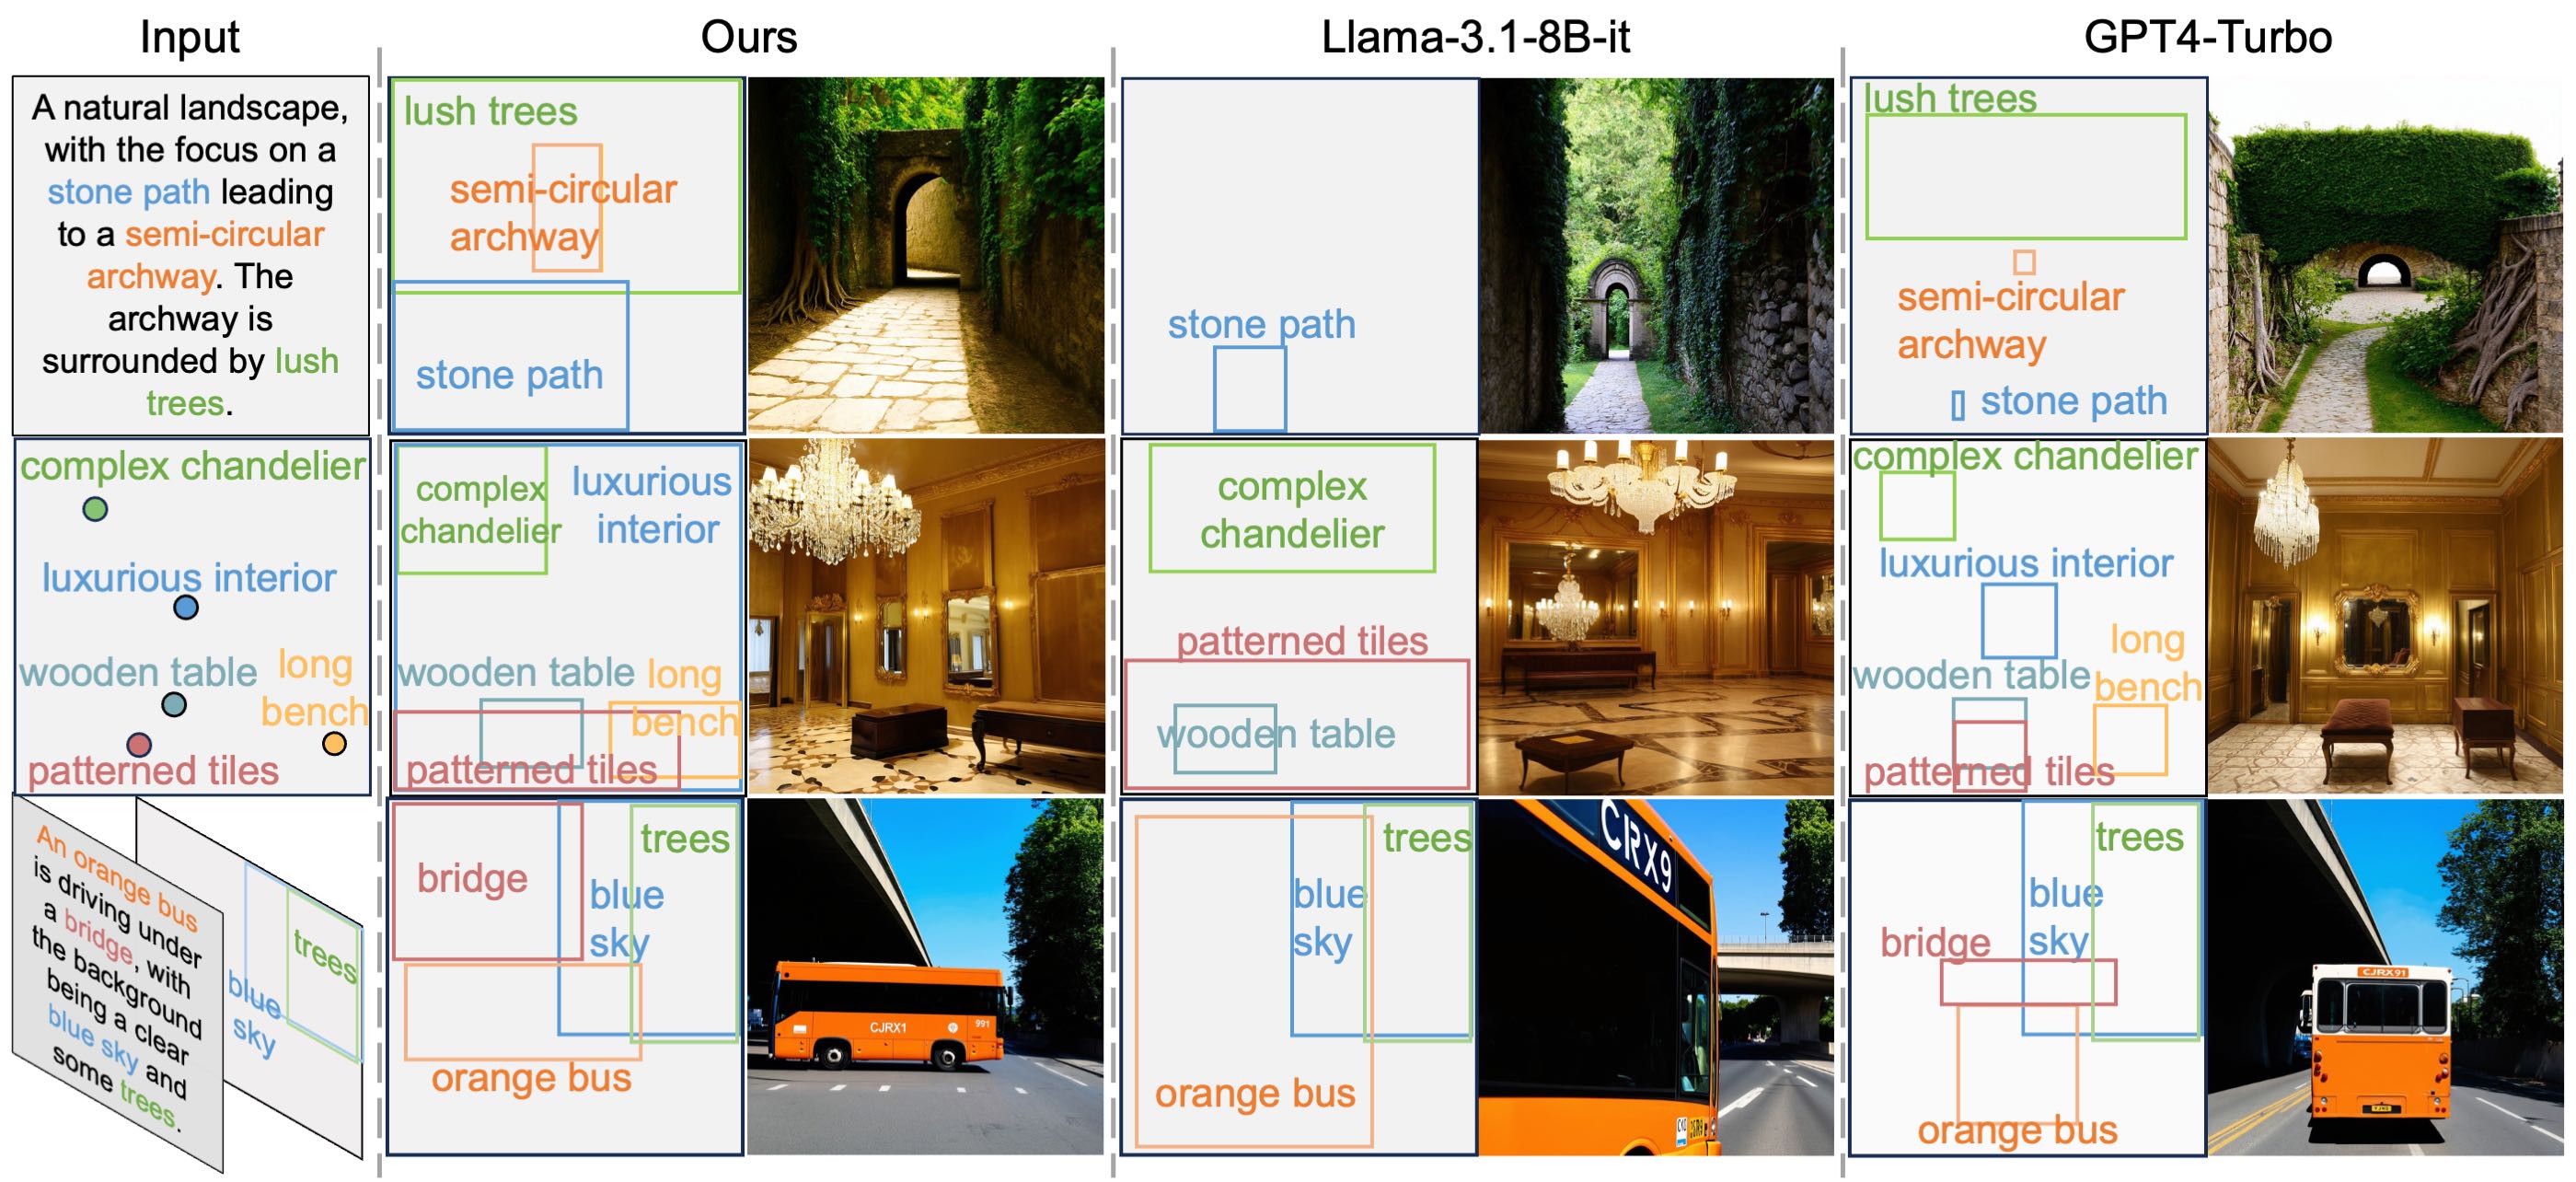 Input
Ours
Llama-3.1-8B-it
GPT4-Turbo
A natural landscape,
with the focus on a
stone path leading
to a semi-circular
archway. The
archway is
surrounded by lush
trees.
lush trees
semi-circular
archway
stone path
stone path
lush trees
semi-circular
archway
stone path
complex chandelier
luxurious interior
wooden table
long
bench
patterned tiles
complex
chandelier
luxurious
interior
wooden table
long
bench
patterned tiles
complex
chandelier
patterned tiles
wooden table
complex chandelier
luxurious interior
long
bench
wooden table
patterned tiles
An orange bus
is driving under
a bridge, with
the background
being a clear
blue sky and
some trees.
trees
blue
sky
bridge
trees
blue
sky
orange bus
CJRX1
991
trees
blue
sky
orange bus
CRX9
trees
blue
sky
bridge
orange bus
CJRX91